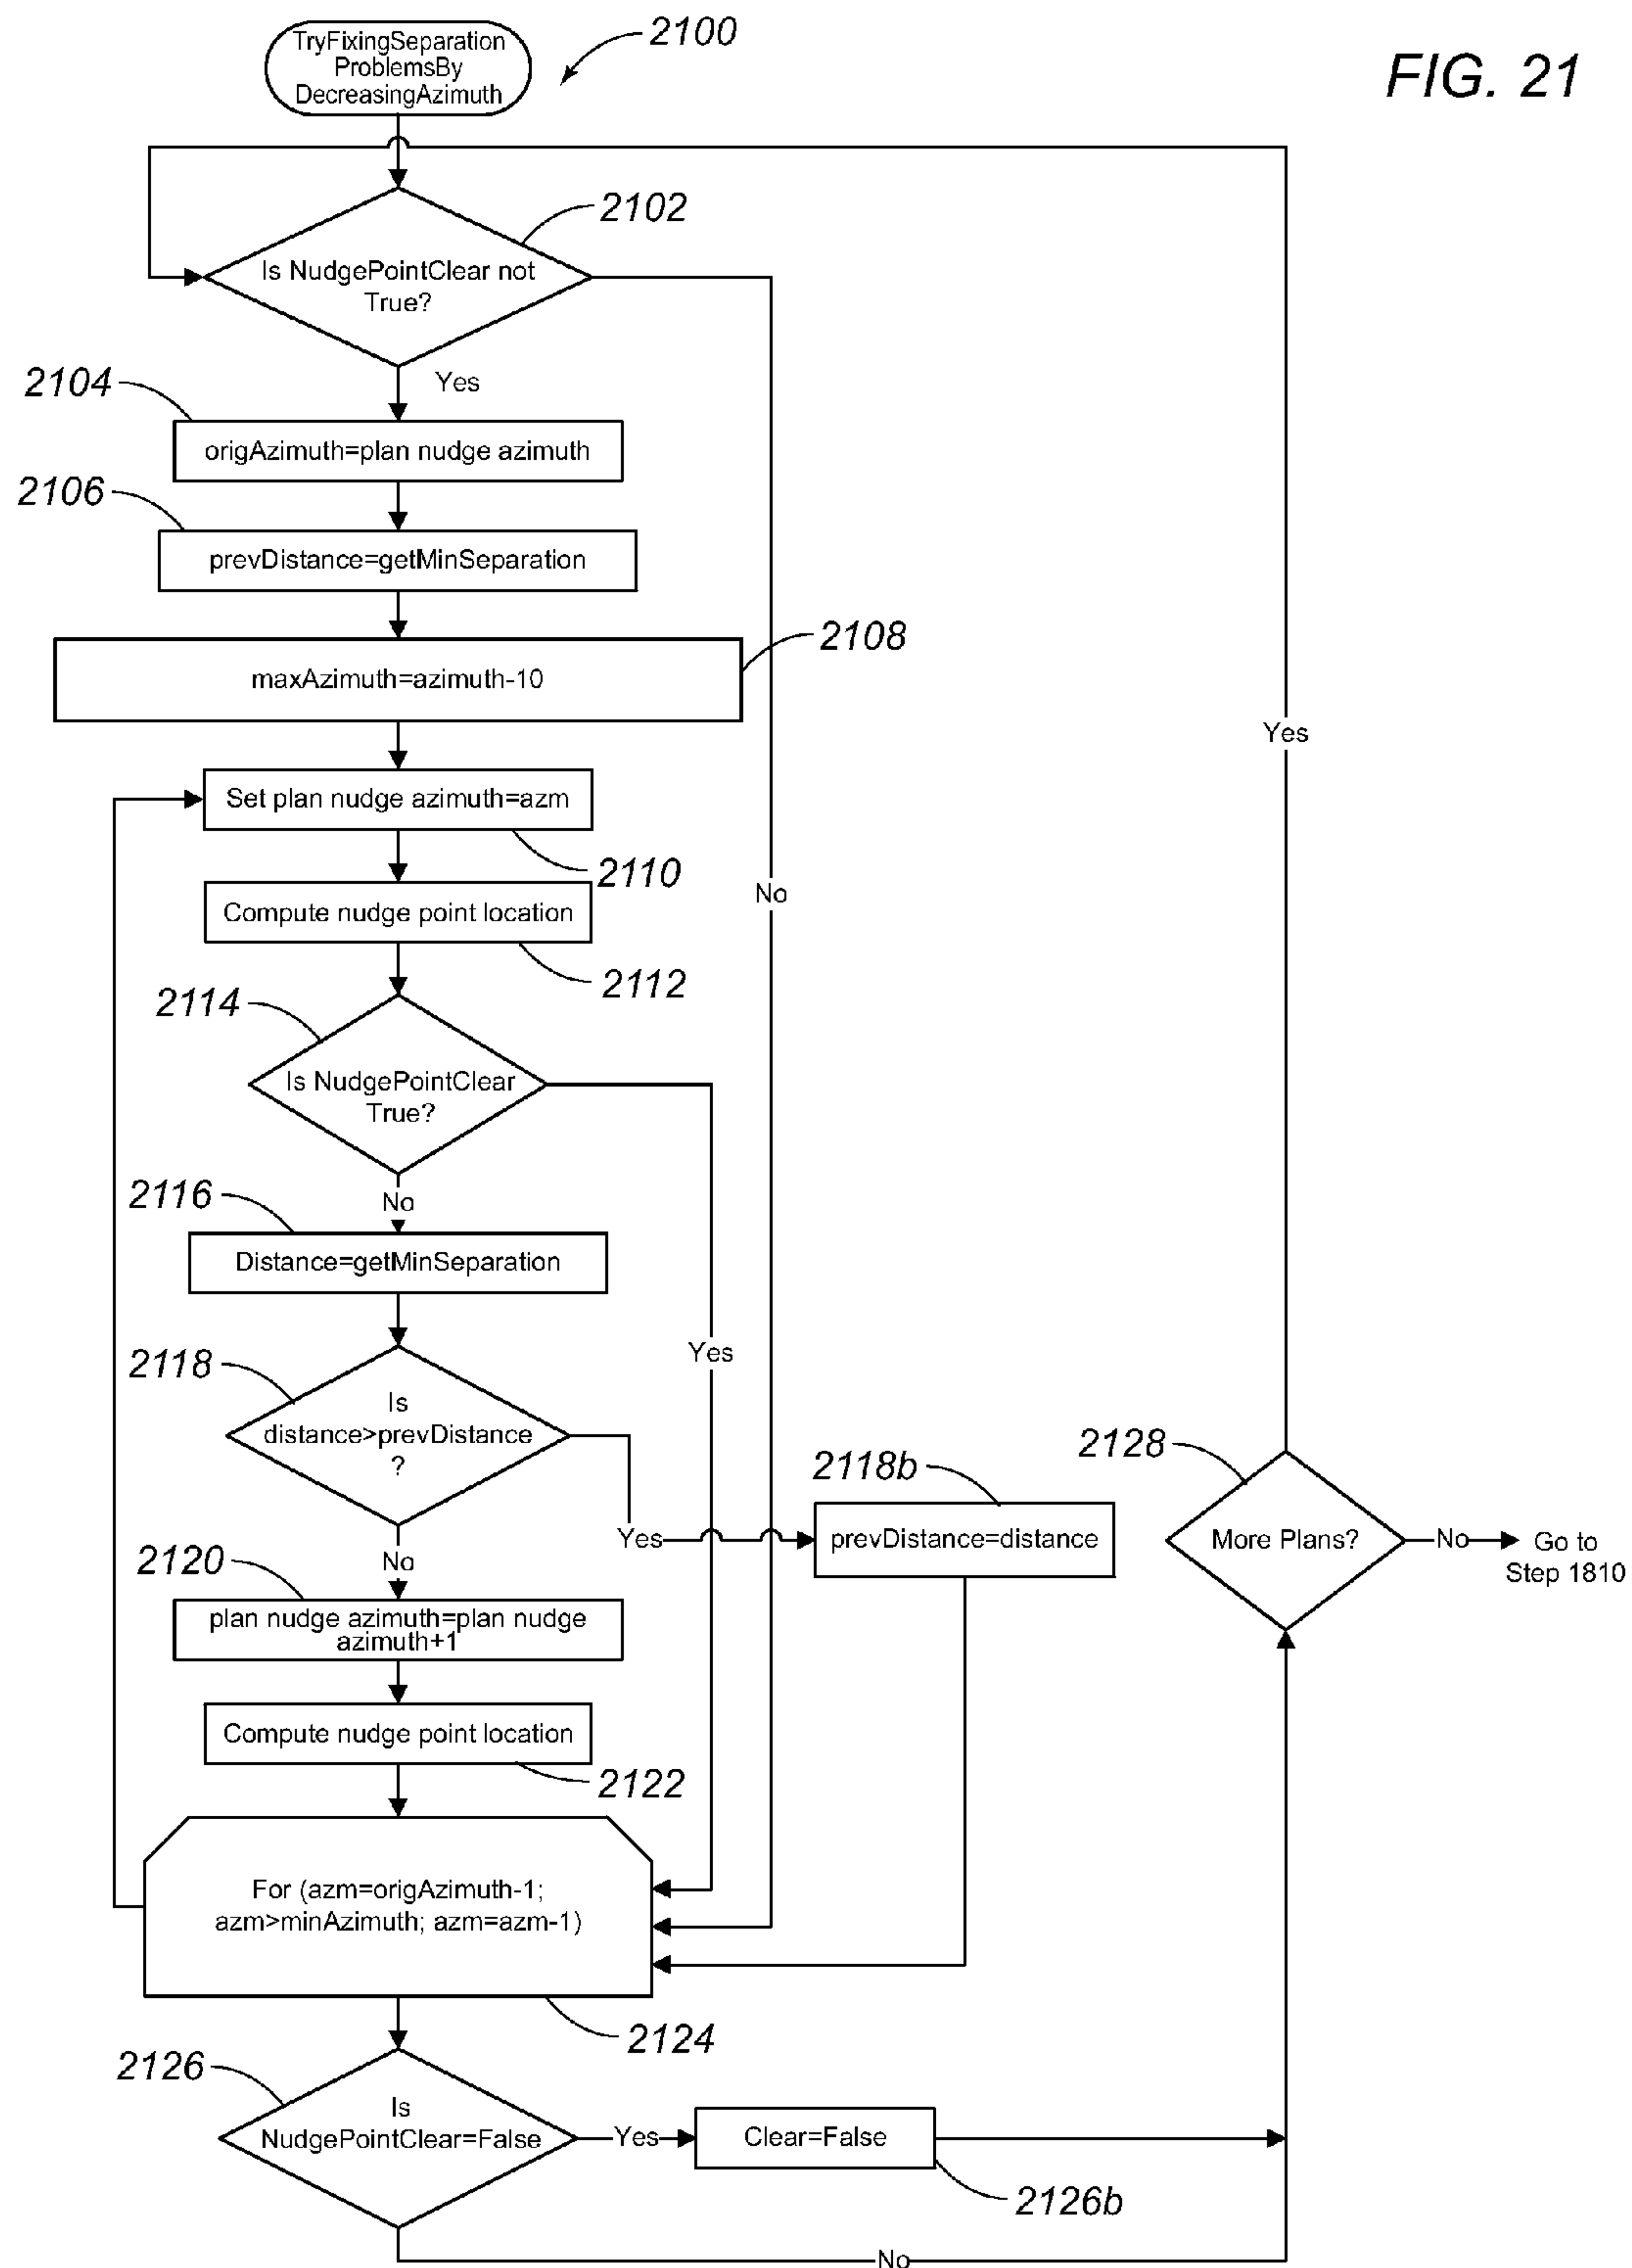 TryFixingSeparation
ProblemsBy
DecreasingAzimuth
2100
FIG. 21
2102
Is NudgePointClear not
True?
Yes
2104
origAzimuth=plan nudge azimuth
2106
prevDistance=getMinSeparation
2108
maxAzimuth=azimuth-10
Yes
Set plan nudge azimuth=azm
2110
No
Compute nudge point location
2112
2114
Is NudgePointClear
True?
2116
No
Distance=getMinSeparation
Yes
2118
Is
distance>prevDistance
?
2118b
Yes
prevDistance=distance
2128
More Plans?
No
Go to
Step 1810
No
2120
plan nudge azimuth=plan nudge
azimuth+1
Compute nudge point location
2122
For (azm=origAzimuth-1;
azm>minAzimuth; azm=azm-1)
2124
2126
Is
NudgePointClear=False
Yes
Clear=False
2126b
No